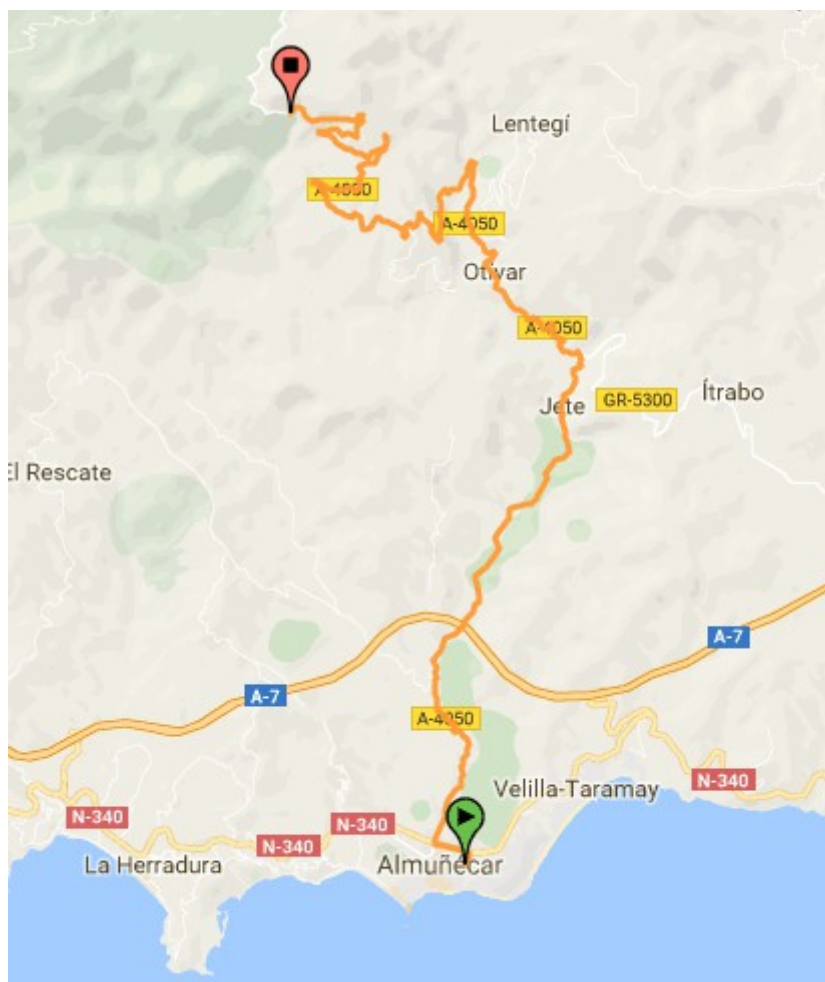 Lentegí
A-4050
A-4050
Otívar
A-4050
Ítrabo
GR-5300
Jete
El Rescate
A-7
A-7
A-4050
N-340
Velilla-Taramay
N-340
N-340
N-340
La Herradura
Almuñécar